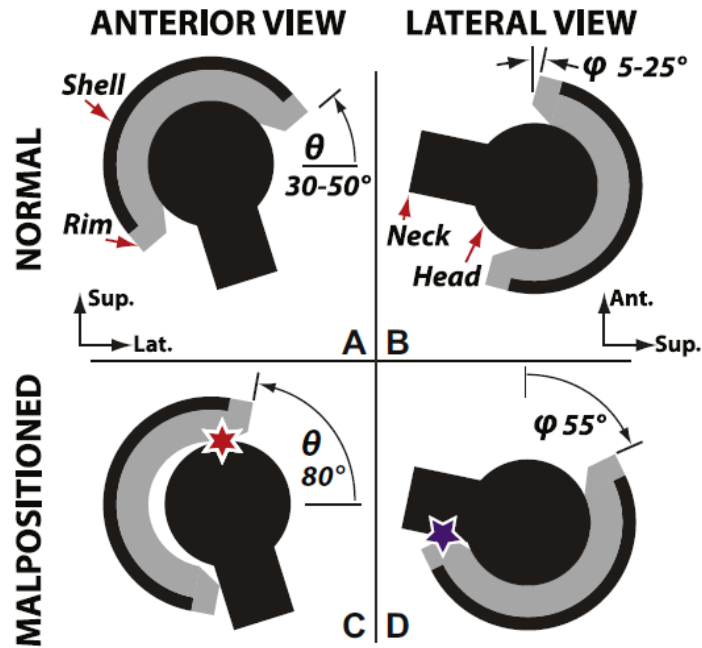 ANTERIOR VIEW
LATERAL VIEW
NORMAL
Shell
θ
30-50°
Rim
Sup.
Lat.
A
φ 5-25°
Neck
Head
Ant.
Sup.
B
MALPOSITIONED
θ
80°
C
φ 55°
D